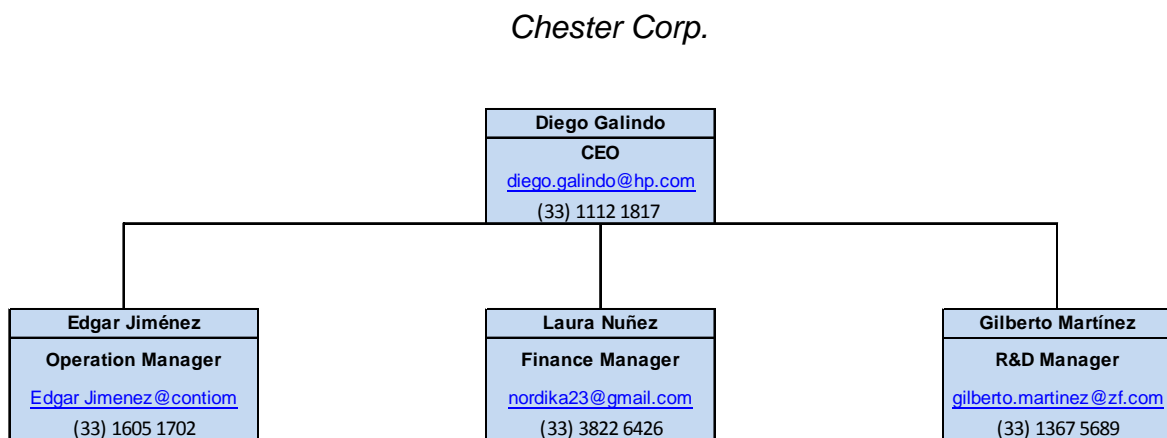 Chester Corp.
Diego Galindo
CEO
diego.galindo@hp.com
(33) 1112 1817
Edgar Jiménez
Operation Manager
Edgar Jimenez@contiom
(33) 1605 1702
Laura Nuñez
Finance Manager
nordika23@gmail.com
(33) 3822 6426
Gilberto Martínez
R&D Manager
gilberto.martinez@zf.com
(33) 1367 5689